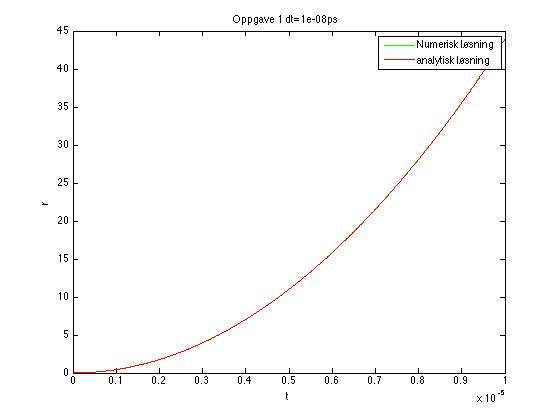 Oppgave 1 dt=1e-08ps
Numerisk løsning
analytisk løsning
45
40
35
30
25
20
15
10
5
0
r
0 0.1 0.2 0.3 0.4 0.5 0.6 0.7 0.8 0.9 1
t
x 10^-5